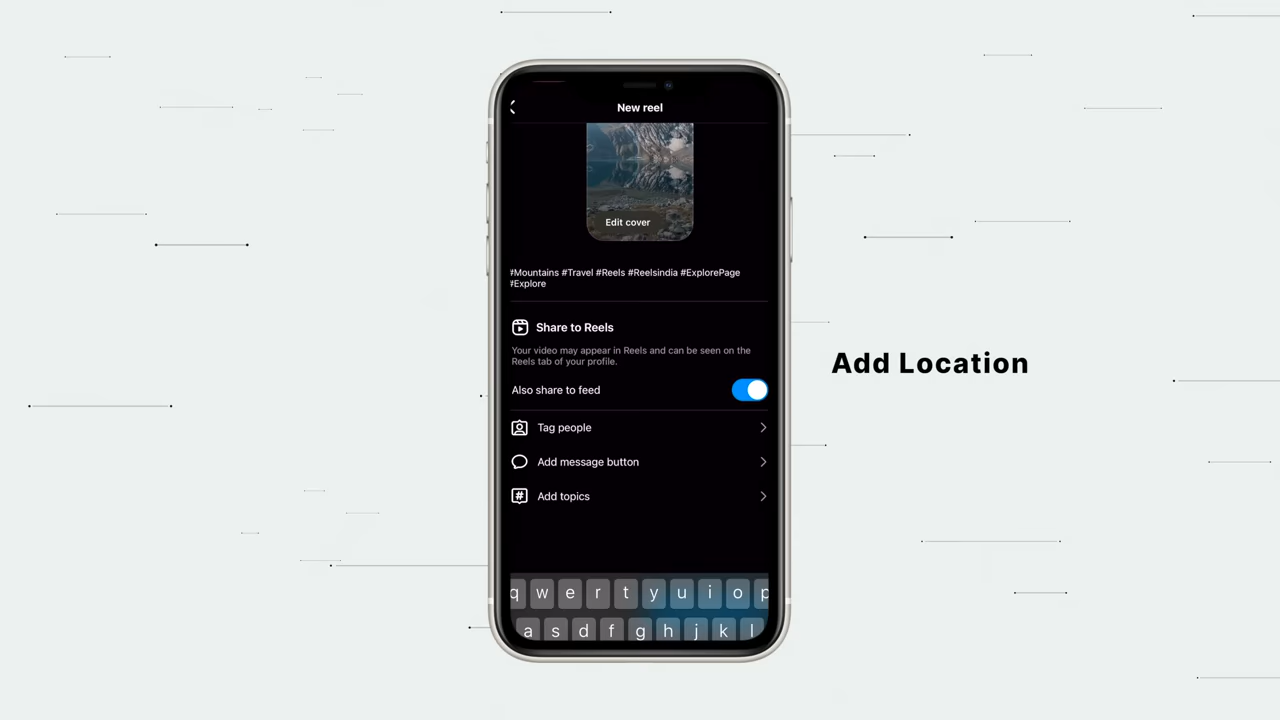 New reel
Edit cover
#Mountains #Travel #Reels #Reelsindia #ExplorePage
#Explore
Share to Reels
Your video may appear in Reels and can be seen on the
Reels tab of your profile.
Also share to feed
Tag people
Add message button
Add topics
q w e r t y u i o p
a s d f g h j k l
Add Location